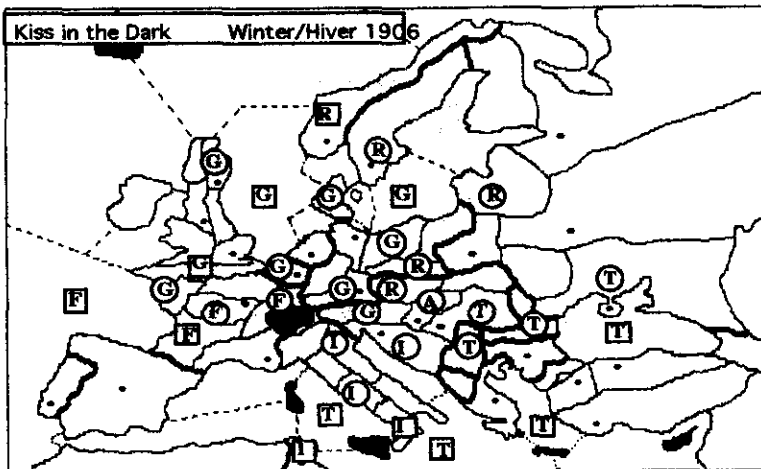 Kiss in the Dark Winter/Hiver 1906
R
R
G
G G G R
G
G G R
T
G G R
F F A
F G T
T
F T
I I T
I
T I T
I T